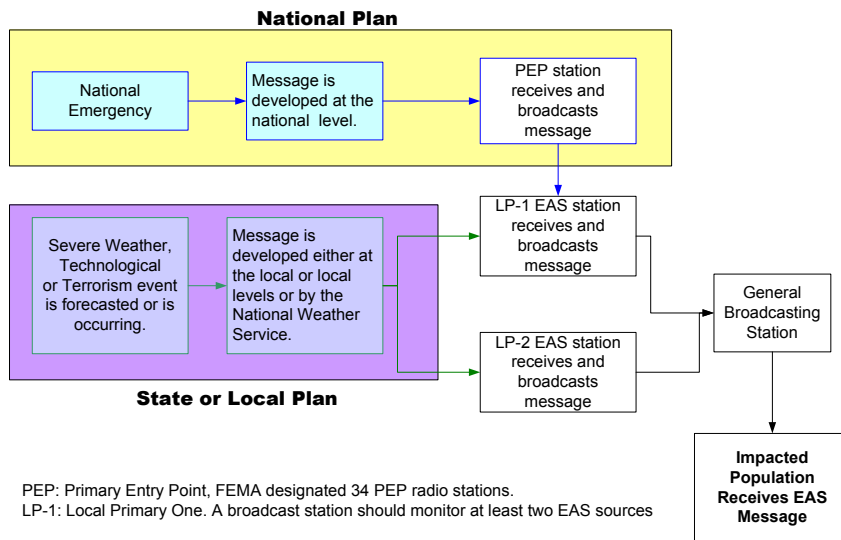 National Plan
National
Emergency
Message is
developed at the
national level.
PEP station
receives and
broadcasts
message
LP-1 EAS station
receives and
broadcasts
message
Severe Weather,
Technological
or Terrorism event
is forecasted or is
occurring.
Message is
developed either at
the local or local
levels or by the
National Weather
Service.
General
Broadcasting
Station
LP-2 EAS station
receives and
broadcasts
message
State or Local Plan
Impacted
Population
Receives EAS
Message
PEP: Primary Entry Point, FEMA designated 34 PEP radio stations.
LP-1: Local Primary One. A broadcast station should monitor at least two EAS sources